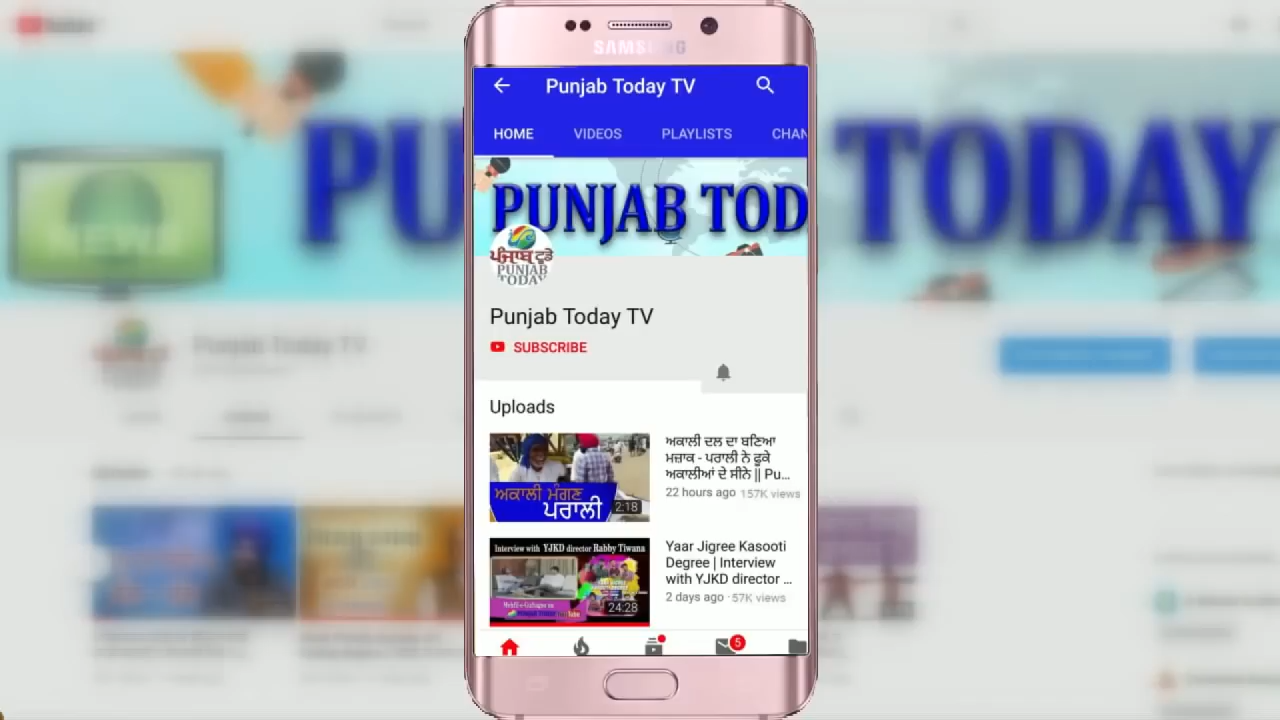 SAMSUNG
Punjab Today TV
HOME VIDEOS PLAYLISTS CHAN
PUNJAB TOD
ਪੰਜਾਬ ਟੂਡੇ
PUNJAB
TODAY
Punjab Today TV
SUBSCRIBE
Uploads
ਅਕਾਲੀ ਮੰਗਣ
ਪਰਾਲੀ
2:18
ਅਕਾਲੀ ਦਲ ਦਾ ਬਣਿਆ
ਮਜ਼ਾਕ - ਪਰਾਲੀ ਨੇ ਫੂਕੇ
ਅਕਾਲੀਆਂ ਦੇ ਸੀਨੇ || Pu...
22 hours ago 157K views
Interview with YJKD director Rabby Tiwana
24:28
Yaar Jigree Kasooti
Degree | Interview
with YJKD director ...
2 days ago · 57K views
5
PU
TODAY
NEWS
Punjab Today TV